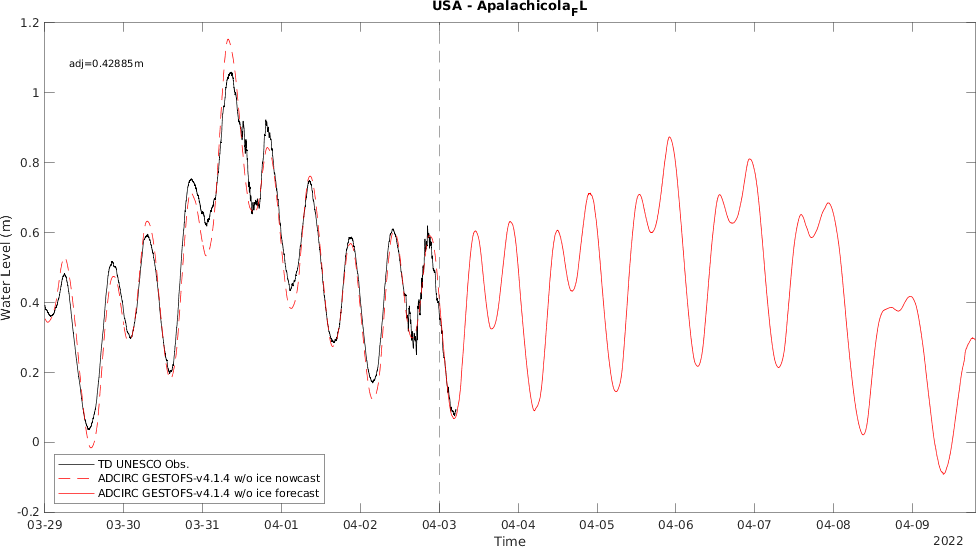 USA - Apalachicola_FL
adj=0.42885m
1.2
1
0.8
0.6
0.4
0.2
0
-0.2
Water Level (m)
TD UNESCO Obs.
ADCIRC GESTOFS-v4.1.4 w/o ice nowcast
ADCIRC GESTOFS-v4.1.4 w/o ice forecast
03-29 03-30 03-31 04-01 04-02 04-03 04-04 04-05 04-06 04-07 04-08 04-09
Time
2022